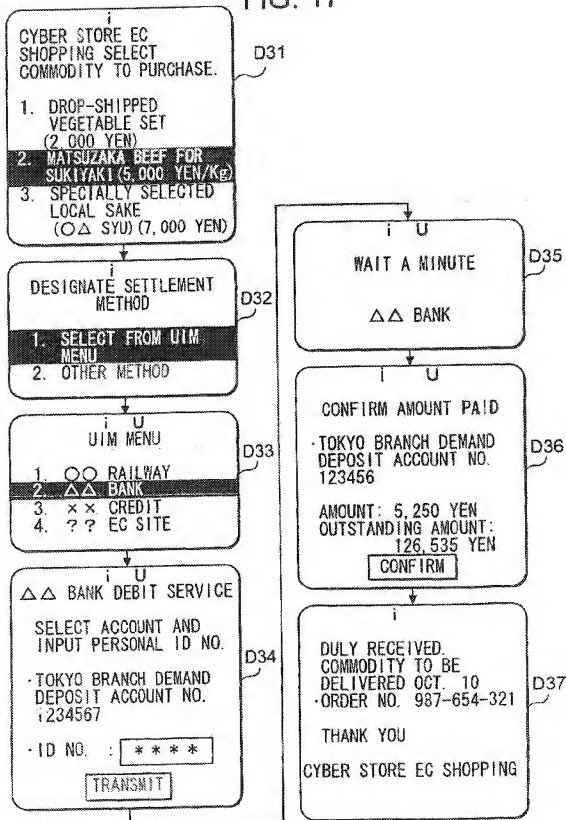 FIG. 17
i
CYBER STORE EC
SHOPPING SELECT
COMMODITY TO PURCHASE.
1. DROP-SHIPPED
VEGETABLE SET
(2,000 YEN)
2. MATSUZAKA BEEF FOR
SUKIYAKI(5,000 YEN/Kg)
3. SPECIALLY SELECTED
LOCAL SAKE
(○△ SYU)(7,000 YEN)
D31
i
DESIGNATE SETTLEMENT
METHOD
1. SELECT FROM UIM
MENU
2. OTHER METHOD
D32
i U
UIM MENU
1. ○○ RAILWAY
2. △△ BANK
3. ×× CREDIT
4. ?? EC SITE
D33
i U
△△ BANK DEBIT SERVICE
SELECT ACCOUNT AND
INPUT PERSONAL ID NO.
·TOKYO BRANCH DEMAND
DEPOSIT ACCOUNT NO.
1234567
·ID NO. : ****
TRANSMIT
D34
i U
WAIT A MINUTE
△△ BANK
D35
i U
CONFIRM AMOUNT PAID
·TOKYO BRANCH DEMAND
DEPOSIT ACCOUNT NO.
123456
AMOUNT: 5,250 YEN
OUTSTANDING AMOUNT:
126,535 YEN
CONFIRM
D36
i
DULY RECEIVED.
COMMODITY TO BE
DELIVERED OCT. 10
·ORDER NO. 987-654-321
THANK YOU
CYBER STORE EC SHOPPING
D37